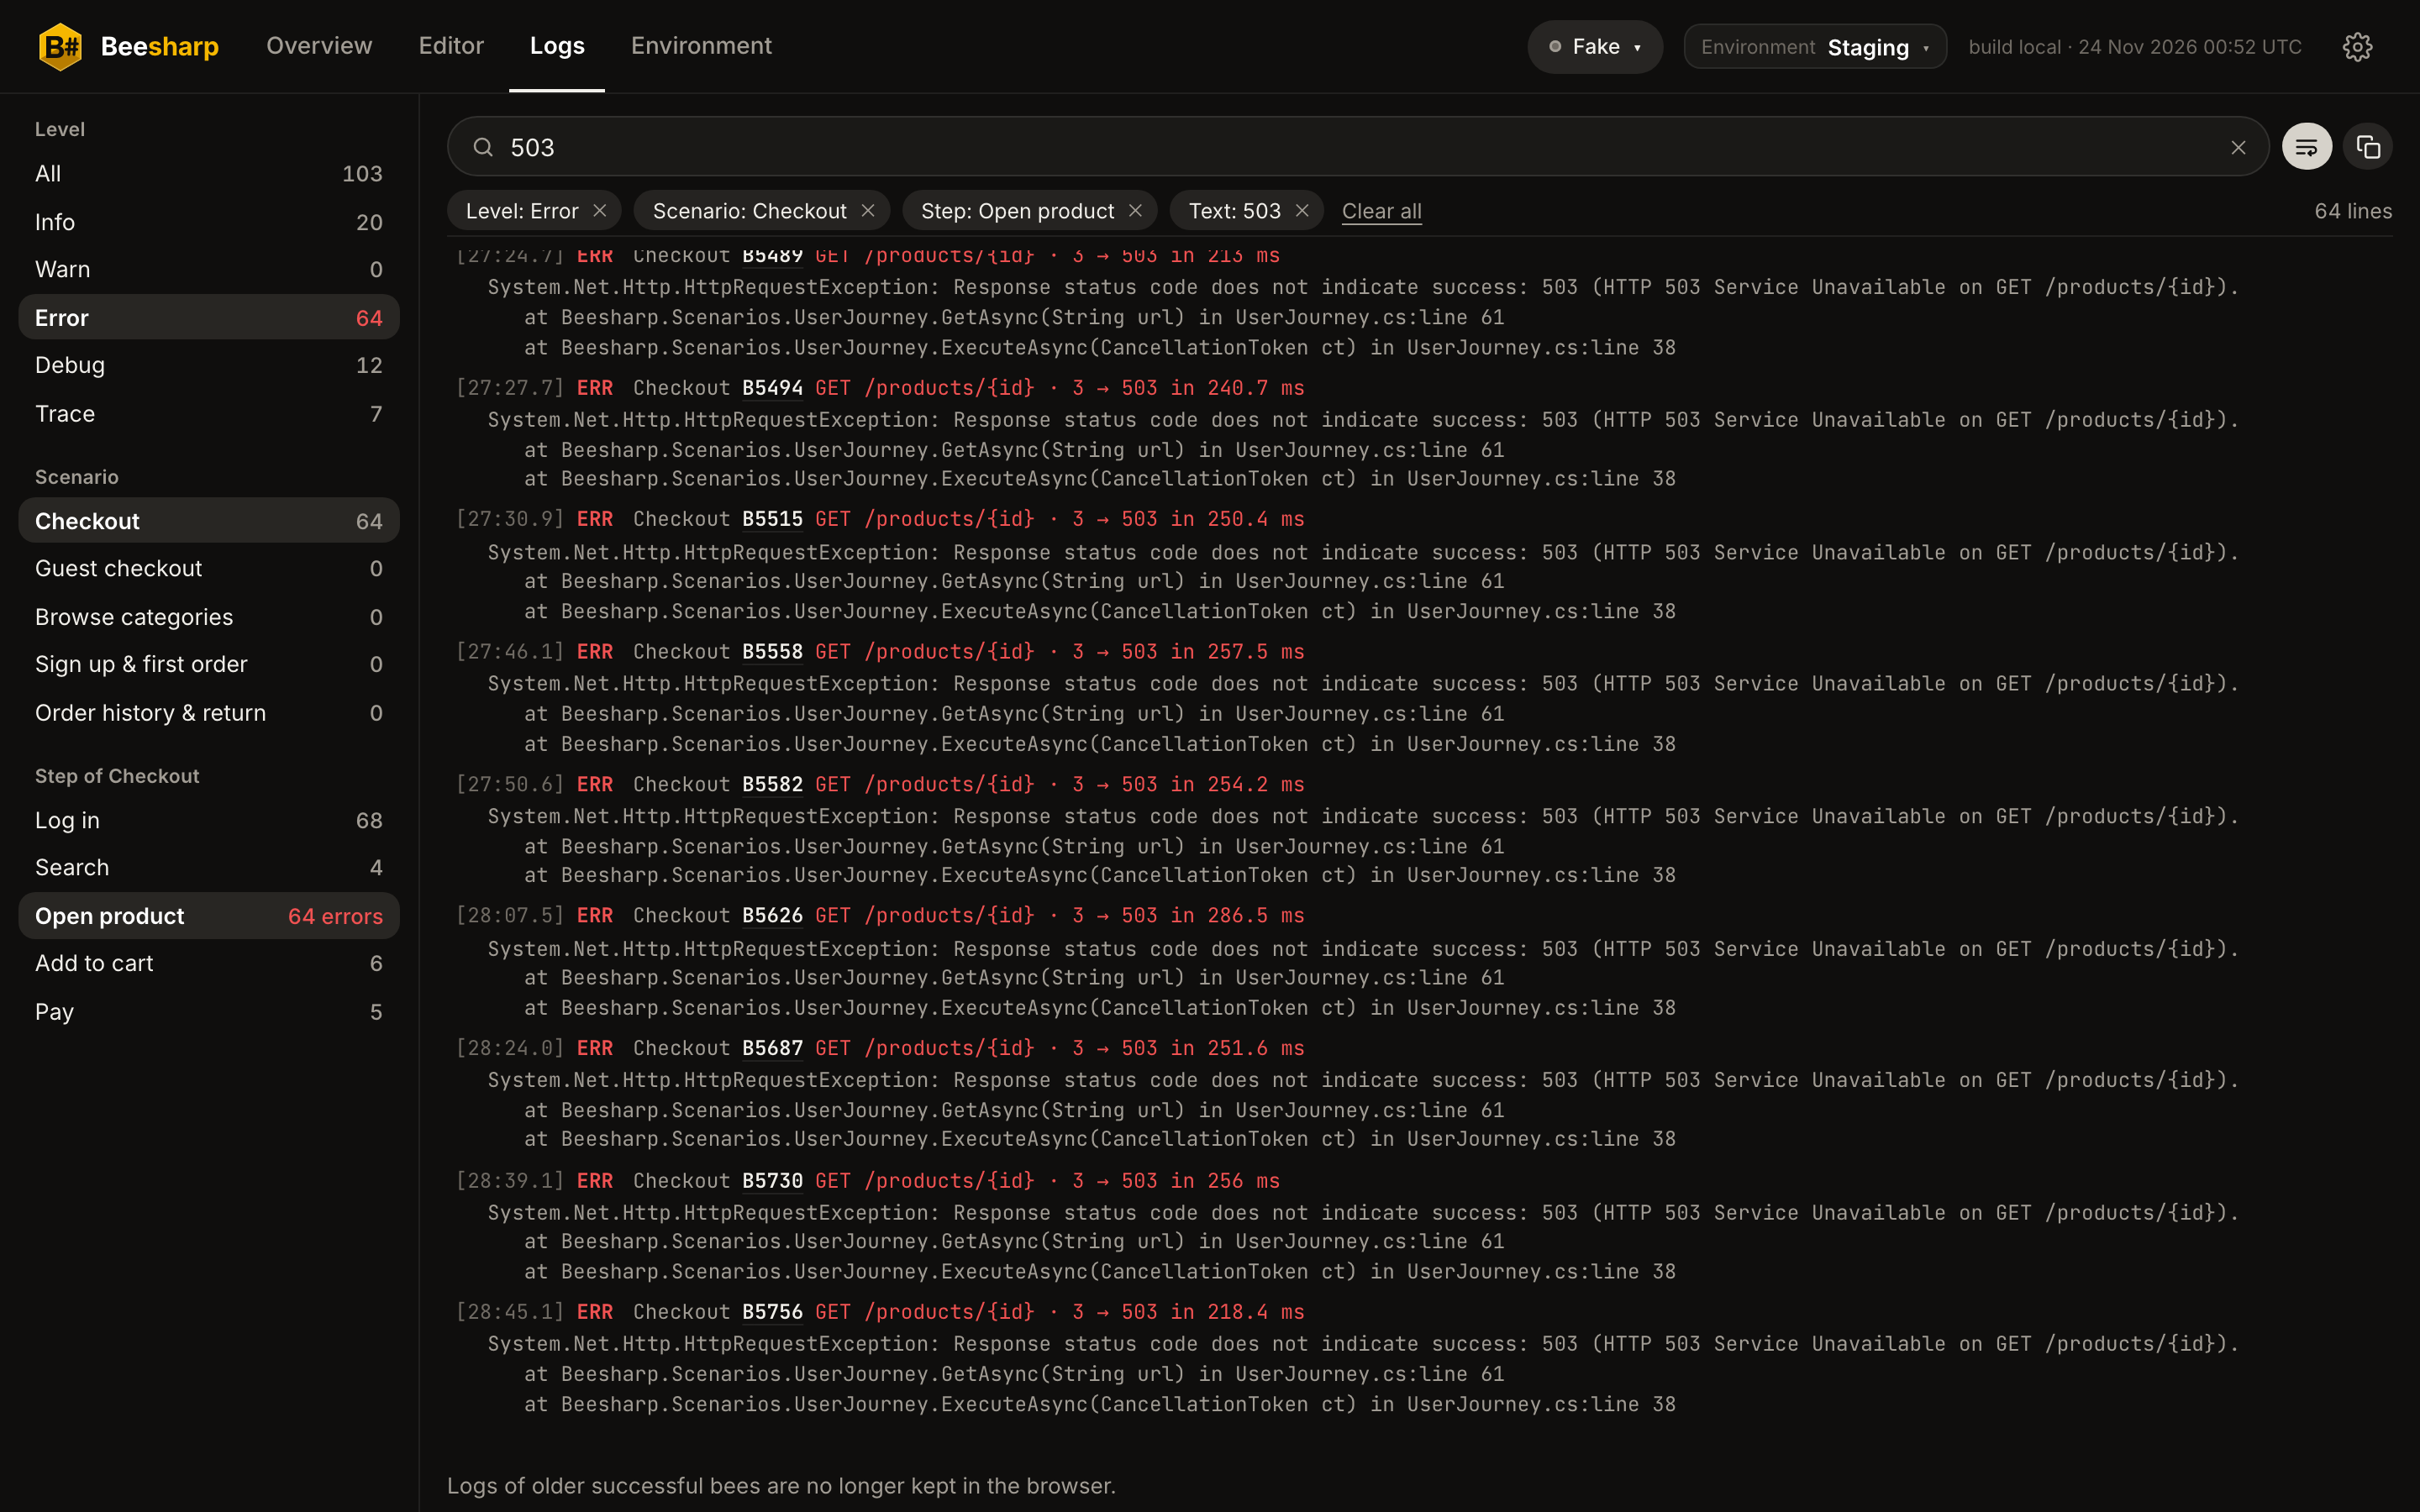 B# Beesharp Overview Editor Logs Environment Fake ▾ Environment Staging ▾ build local · 24 Nov 2026 00:52 UTC
Level
All 103
Info 20
Warn 0
Error 64
Debug 12
Trace 7
Scenario
Checkout 64
Guest checkout 0
Browse categories 0
Sign up & first order 0
Order history & return 0
Step of Checkout
Log in 68
Search 4
Open product 64 errors
Add to cart 6
Pay 5
503
Level: Error Scenario: Checkout Step: Open product Text: 503 Clear all 64 lines
[27:24.7] ERR Checkout B5489 GET /products/{id} · 3 → 503 in 213 ms
System.Net.Http.HttpRequestException: Response status code does not indicate success: 503 (HTTP 503 Service Unavailable on GET /products/{id}).
at Beesharp.Scenarios.UserJourney.GetAsync(String url) in UserJourney.cs:line 61
at Beesharp.Scenarios.UserJourney.ExecuteAsync(CancellationToken ct) in UserJourney.cs:line 38
[27:27.7] ERR Checkout B5494 GET /products/{id} · 3 → 503 in 240.7 ms
System.Net.Http.HttpRequestException: Response status code does not indicate success: 503 (HTTP 503 Service Unavailable on GET /products/{id}).
at Beesharp.Scenarios.UserJourney.GetAsync(String url) in UserJourney.cs:line 61
at Beesharp.Scenarios.UserJourney.ExecuteAsync(CancellationToken ct) in UserJourney.cs:line 38
[27:30.9] ERR Checkout B5515 GET /products/{id} · 3 → 503 in 250.4 ms
System.Net.Http.HttpRequestException: Response status code does not indicate success: 503 (HTTP 503 Service Unavailable on GET /products/{id}).
at Beesharp.Scenarios.UserJourney.GetAsync(String url) in UserJourney.cs:line 61
at Beesharp.Scenarios.UserJourney.ExecuteAsync(CancellationToken ct) in UserJourney.cs:line 38
[27:46.1] ERR Checkout B5558 GET /products/{id} · 3 → 503 in 257.5 ms
System.Net.Http.HttpRequestException: Response status code does not indicate success: 503 (HTTP 503 Service Unavailable on GET /products/{id}).
at Beesharp.Scenarios.UserJourney.GetAsync(String url) in UserJourney.cs:line 61
at Beesharp.Scenarios.UserJourney.ExecuteAsync(CancellationToken ct) in UserJourney.cs:line 38
[27:50.6] ERR Checkout B5582 GET /products/{id} · 3 → 503 in 254.2 ms
System.Net.Http.HttpRequestException: Response status code does not indicate success: 503 (HTTP 503 Service Unavailable on GET /products/{id}).
at Beesharp.Scenarios.UserJourney.GetAsync(String url) in UserJourney.cs:line 61
at Beesharp.Scenarios.UserJourney.ExecuteAsync(CancellationToken ct) in UserJourney.cs:line 38
[28:07.5] ERR Checkout B5626 GET /products/{id} · 3 → 503 in 286.5 ms
System.Net.Http.HttpRequestException: Response status code does not indicate success: 503 (HTTP 503 Service Unavailable on GET /products/{id}).
at Beesharp.Scenarios.UserJourney.GetAsync(String url) in UserJourney.cs:line 61
at Beesharp.Scenarios.UserJourney.ExecuteAsync(CancellationToken ct) in UserJourney.cs:line 38
[28:24.0] ERR Checkout B5687 GET /products/{id} · 3 → 503 in 251.6 ms
System.Net.Http.HttpRequestException: Response status code does not indicate success: 503 (HTTP 503 Service Unavailable on GET /products/{id}).
at Beesharp.Scenarios.UserJourney.GetAsync(String url) in UserJourney.cs:line 61
at Beesharp.Scenarios.UserJourney.ExecuteAsync(CancellationToken ct) in UserJourney.cs:line 38
[28:39.1] ERR Checkout B5730 GET /products/{id} · 3 → 503 in 256 ms
System.Net.Http.HttpRequestException: Response status code does not indicate success: 503 (HTTP 503 Service Unavailable on GET /products/{id}).
at Beesharp.Scenarios.UserJourney.GetAsync(String url) in UserJourney.cs:line 61
at Beesharp.Scenarios.UserJourney.ExecuteAsync(CancellationToken ct) in UserJourney.cs:line 38
[28:45.1] ERR Checkout B5756 GET /products/{id} · 3 → 503 in 218.4 ms
System.Net.Http.HttpRequestException: Response status code does not indicate success: 503 (HTTP 503 Service Unavailable on GET /products/{id}).
at Beesharp.Scenarios.UserJourney.GetAsync(String url) in UserJourney.cs:line 61
at Beesharp.Scenarios.UserJourney.ExecuteAsync(CancellationToken ct) in UserJourney.cs:line 38
Logs of older successful bees are no longer kept in the browser.